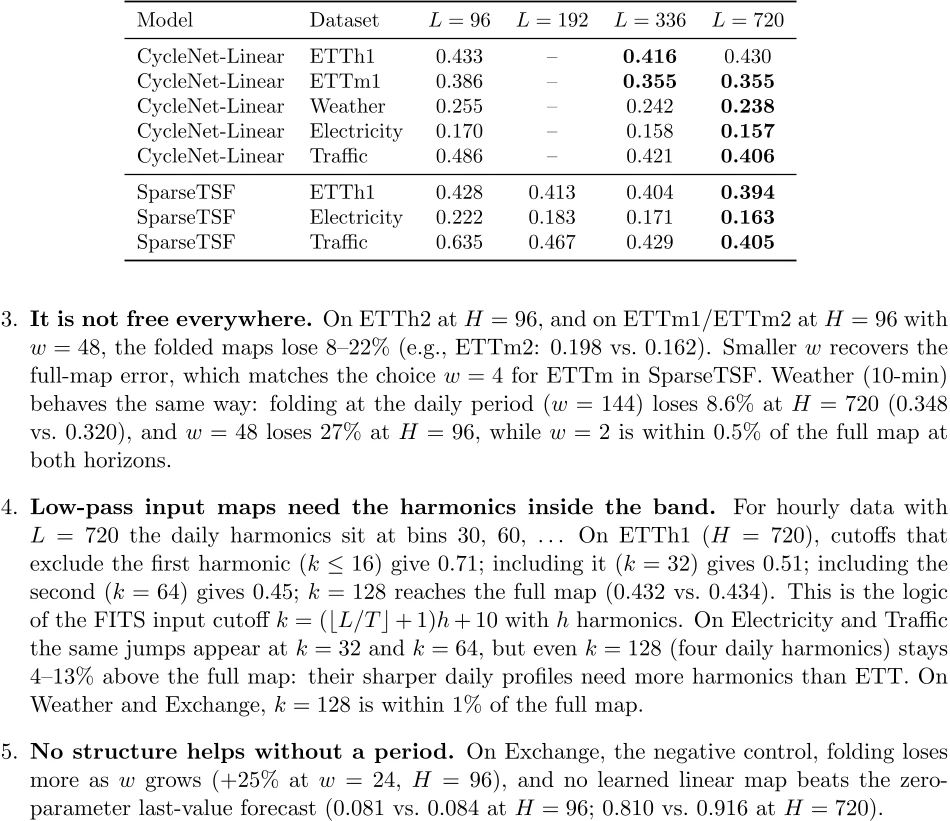 Model Dataset L = 96 L = 192 L = 336 L = 720
CycleNet-Linear ETTh1 0.433 – 0.416 0.430
CycleNet-Linear ETTm1 0.386 – 0.355 0.355
CycleNet-Linear Weather 0.255 – 0.242 0.238
CycleNet-Linear Electricity 0.170 – 0.158 0.157
CycleNet-Linear Traffic 0.486 – 0.421 0.406
SparseTSF ETTh1 0.428 0.413 0.404 0.394
SparseTSF Electricity 0.222 0.183 0.171 0.163
SparseTSF Traffic 0.635 0.467 0.429 0.405
3. It is not free everywhere. On ETTh2 at H = 96, and on ETTm1/ETTm2 at H = 96 with
w = 48, the folded maps lose 8–22% (e.g., ETTm2: 0.198 vs. 0.162). Smaller w recovers the
full-map error, which matches the choice w = 4 for ETTm in SparseTSF. Weather (10-min)
behaves the same way: folding at the daily period (w = 144) loses 8.6% at H = 720 (0.348
vs. 0.320), and w = 48 loses 27% at H = 96, while w = 2 is within 0.5% of the full map at
both horizons.
4. Low-pass input maps need the harmonics inside the band. For hourly data with
L = 720 the daily harmonics sit at bins 30, 60, … On ETTh1 (H = 720), cutoffs that
exclude the first harmonic (k ≤ 16) give 0.71; including it (k = 32) gives 0.51; including the
second (k = 64) gives 0.45; k = 128 reaches the full map (0.432 vs. 0.434). This is the logic
of the FITS input cutoff k = (⌊L/T⌋ + 1)h + 10 with h harmonics. On Electricity and Traffic
the same jumps appear at k = 32 and k = 64, but even k = 128 (four daily harmonics) stays
4–13% above the full map: their sharper daily profiles need more harmonics than ETT. On
Weather and Exchange, k = 128 is within 1% of the full map.
5. No structure helps without a period. On Exchange, the negative control, folding loses
more as w grows (+25% at w = 24, H = 96), and no learned linear map beats the zero-
parameter last-value forecast (0.081 vs. 0.084 at H = 96; 0.810 vs. 0.916 at H = 720).